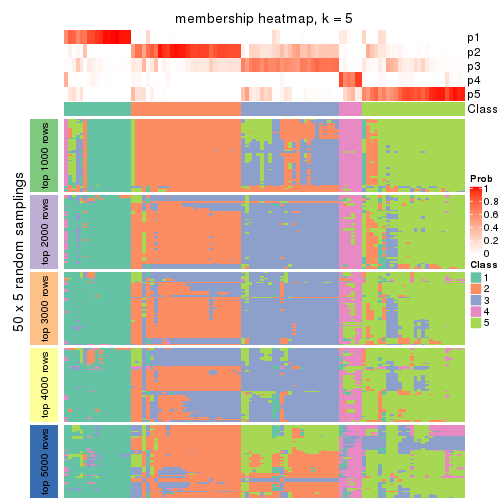 membership heatmap, k = 5
p1
p2
p3
p4
p5
Class
50 x 5 random samplings
top 1000 rows
top 2000 rows
top 3000 rows
top 4000 rows
top 5000 rows
Prob
1
0.8
0.6
0.4
0.2
0
Class
1
2
3
4
5